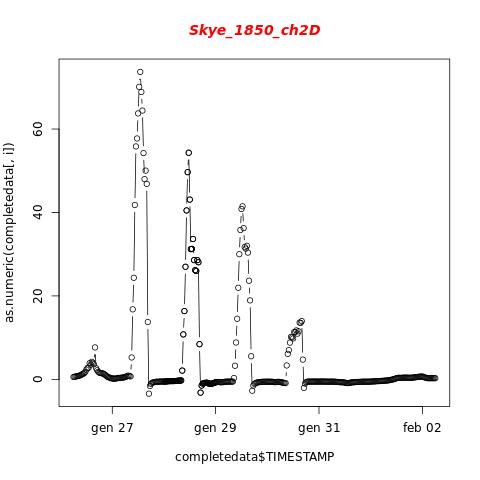 Skye_1850_ch2D
as.numeric(completedata[, i])
60
40
20
0
gen 27 gen 29 gen 31 feb 02
completedata$TIMESTAMP